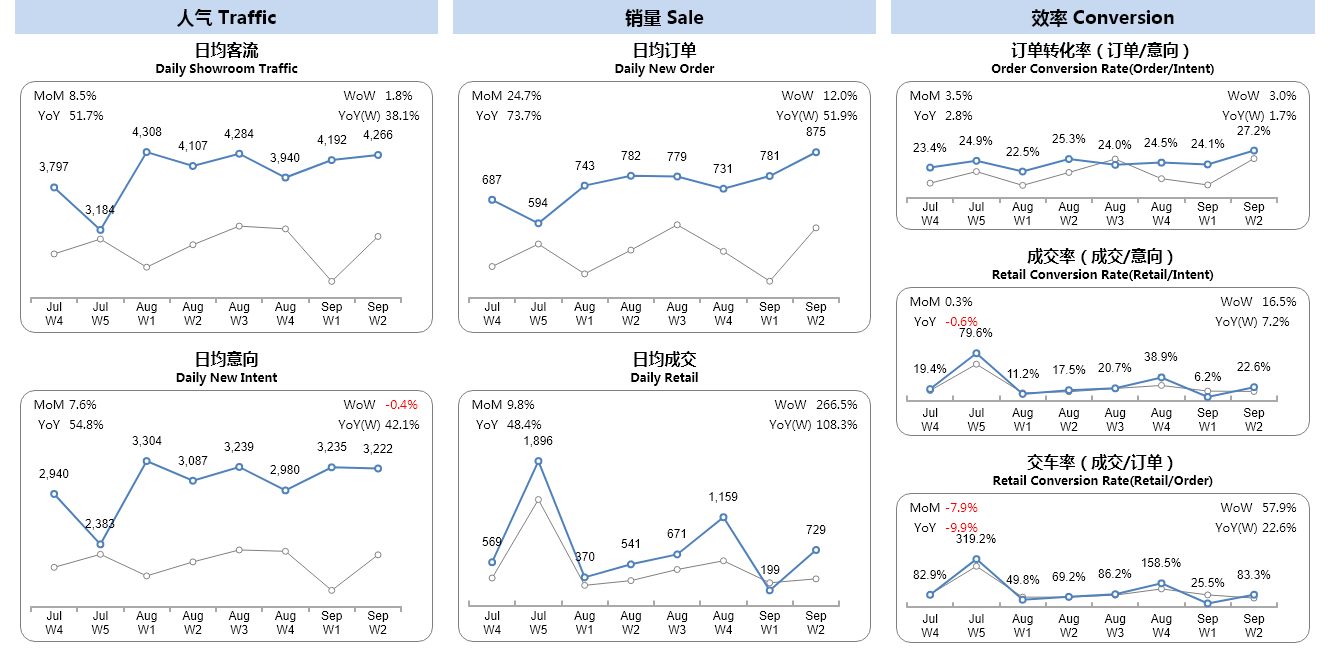 人气 Traffic
日均客流
Daily Showroom Traffic
MoM 8.5% WoW 1.8%
YoY 51.7% YoY(W) 38.1%
3,797 3,184 4,308 4,107 4,284 3,940 4,192 4,266
Jul Jul Aug Aug Aug Aug Sep Sep
W4 W5 W1 W2 W3 W4 W1 W2
日均意向
Daily New Intent
MoM 7.6% WoW -0.4%
YoY 54.8% YoY(W) 42.1%
2,940 2,383 3,304 3,087 3,239 2,980 3,235 3,222
Jul Jul Aug Aug Aug Aug Sep Sep
W4 W5 W1 W2 W3 W4 W1 W2
销量 Sale
日均订单
Daily New Order
MoM 24.7% WoW 12.0%
YoY 73.7% YoY(W) 51.9%
687 594 743 782 779 731 781 875
Jul Jul Aug Aug Aug Aug Sep Sep
W4 W5 W1 W2 W3 W4 W1 W2
日均成交
Daily Retail
MoM 9.8% WoW 266.5%
YoY 48.4% YoY(W) 108.3%
569 1,896 370 541 671 1,159 199 729
Jul Jul Aug Aug Aug Aug Sep Sep
W4 W5 W1 W2 W3 W4 W1 W2
效率 Conversion
订单转化率（订单/意向）
Order Conversion Rate(Order/Intent)
MoM 3.5% WoW 3.0%
YoY 2.8% YoY(W) 1.7%
23.4% 24.9% 22.5% 25.3% 24.0% 24.5% 24.1% 27.2%
Jul Jul Aug Aug Aug Aug Sep Sep
W4 W5 W1 W2 W3 W4 W1 W2
成交率（成交/意向）
Retail Conversion Rate(Retail/Intent)
MoM 0.3% WoW 16.5%
YoY -0.6% YoY(W) 7.2%
19.4% 79.6% 11.2% 17.5% 20.7% 38.9% 6.2% 22.6%
Jul Jul Aug Aug Aug Aug Sep Sep
W4 W5 W1 W2 W3 W4 W1 W2
交车率（成交/订单）
Retail Conversion Rate(Retail/Order)
MoM -7.9% WoW 57.9%
YoY -9.9% YoY(W) 22.6%
82.9% 319.2% 49.8% 69.2% 86.2% 158.5% 25.5% 83.3%
Jul Jul Aug Aug Aug Aug Sep Sep
W4 W5 W1 W2 W3 W4 W1 W2